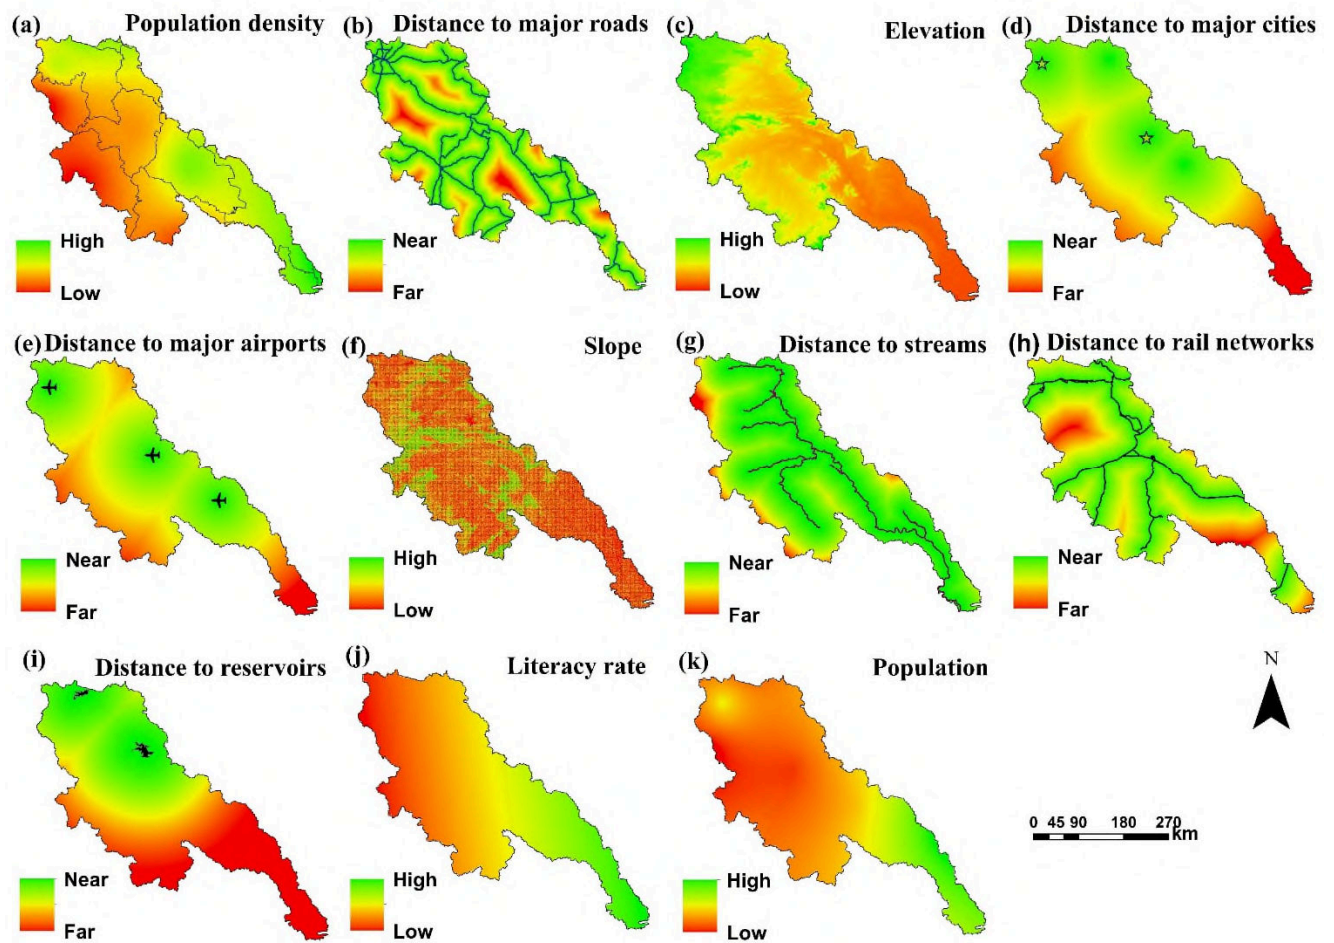 (a) Population density
High
Low
(b) Distance to major roads
Near
Far
(c) Elevation
High
Low
(d) Distance to major cities
Near
Far
(e) Distance to major airports
Near
Far
(f) Slope
High
Low
(g) Distance to streams
Near
Far
(h) Distance to rail networks
Near
Far
(i) Distance to reservoirs
Near
Far
(j) Literacy rate
High
Low
(k) Population
High
Low
N
0 45 90 180 270
km